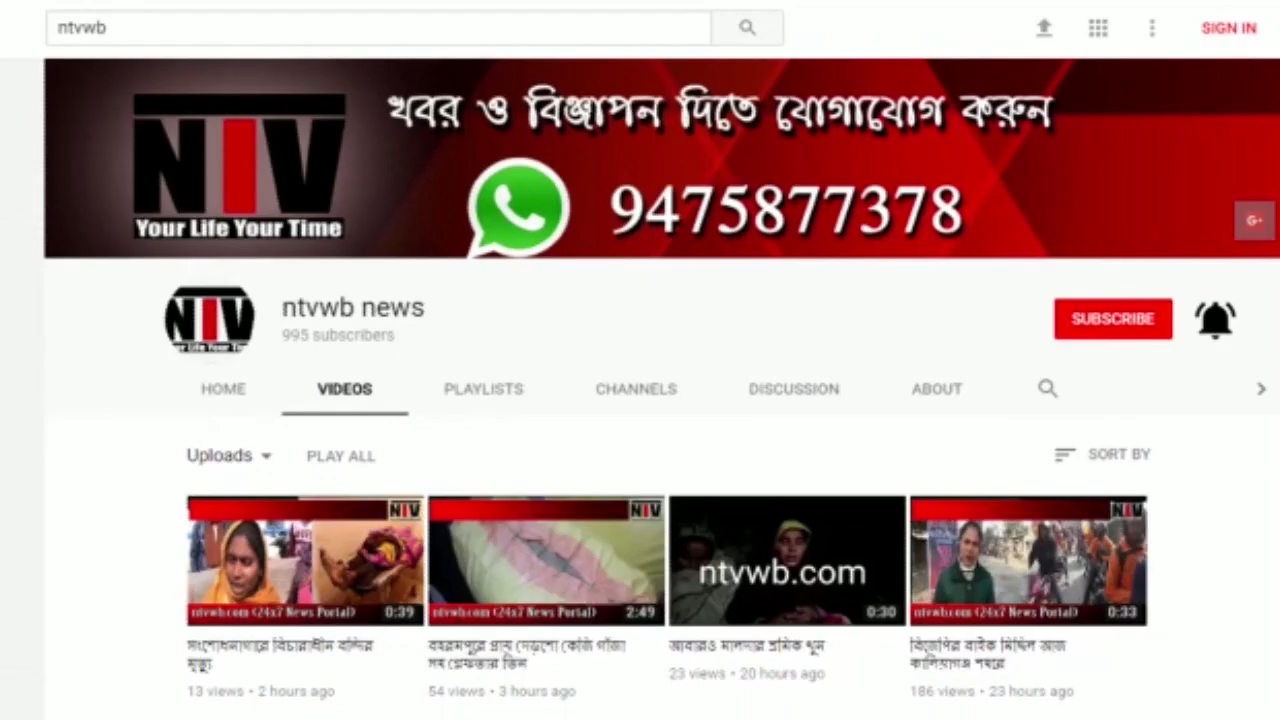 ntvwb
SIGN IN
NTV
Your Life Your Time
খবর ও বিজ্ঞাপন দিতে যোগাযোগ করুন
9475877378
G+
NTV
ntvwb news
995 subscribers
SUBSCRIBE
HOME VIDEOS PLAYLISTS CHANNELS DISCUSSION ABOUT
Uploads PLAY ALL SORT BY
NTV
ntvwb.com (24x7 News Portal) 0:39
NTV
ntvwb.com (24x7 News Portal) 2:49
ntvwb.com
0:30
NTV
ntvwb.com (24x7 News Portal) 0:33
সংশোধনাগারে বিচারাধীন বন্দির
মৃত্যু
13 views • 2 hours ago
বহরমপুরে প্রায় দেড়শো কেজি গাঁজা
সহ গ্রেফতার তিন
54 views • 3 hours ago
আবারও মালদার শ্রমিক খুন
23 views • 20 hours ago
বিজেপির বাইক মিছিল আজ
কালিয়াগঞ্জ শহরে
186 views • 23 hours ago